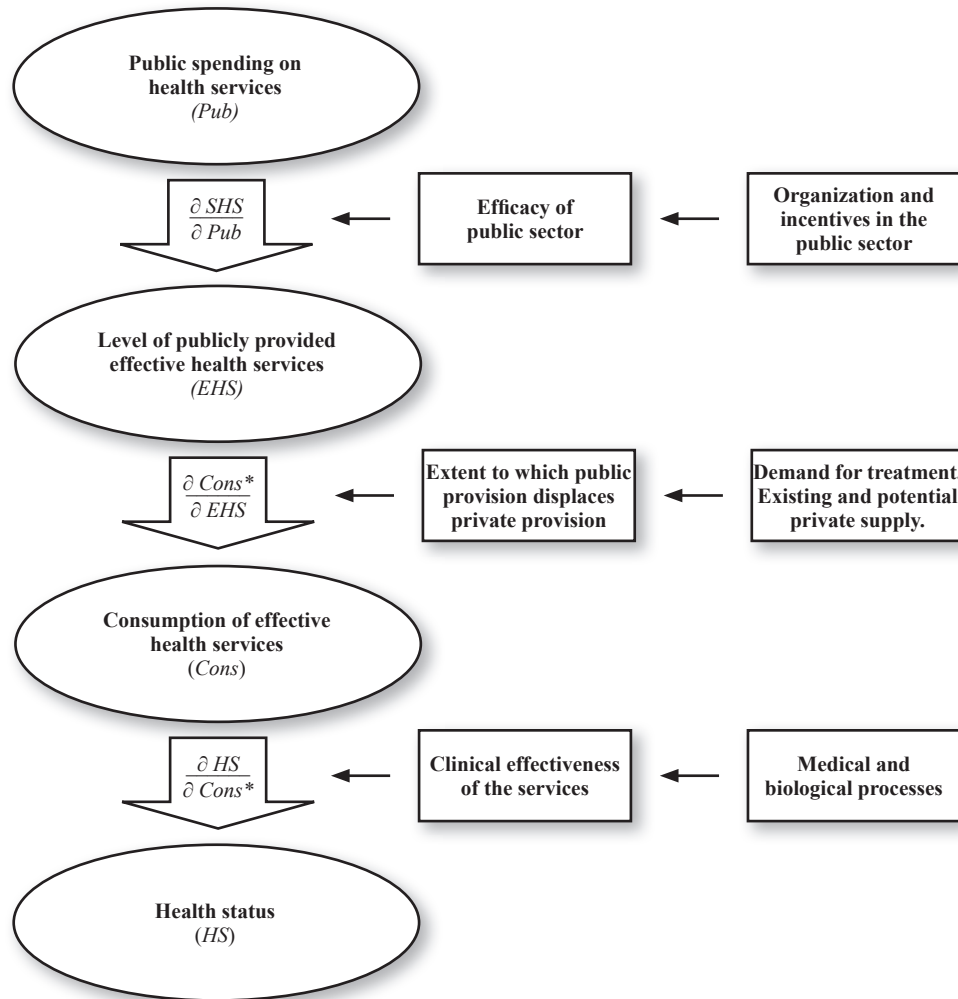 Public spending on
health services
(Pub)
∂ SHS
∂ Pub
Efficacy of
public sector
Organization and
incentives in the
public sector
Level of publicly provided
effective health services
(EHS)
∂ Cons*
∂ EHS
Extent to which public
provision displaces
private provision
Demand for treatment.
Existing and potential
private supply.
Consumption of effective
health services
(Cons)
∂ HS
∂ Cons*
Clinical effectiveness
of the services
Medical and
biological processes
Health status
(HS)